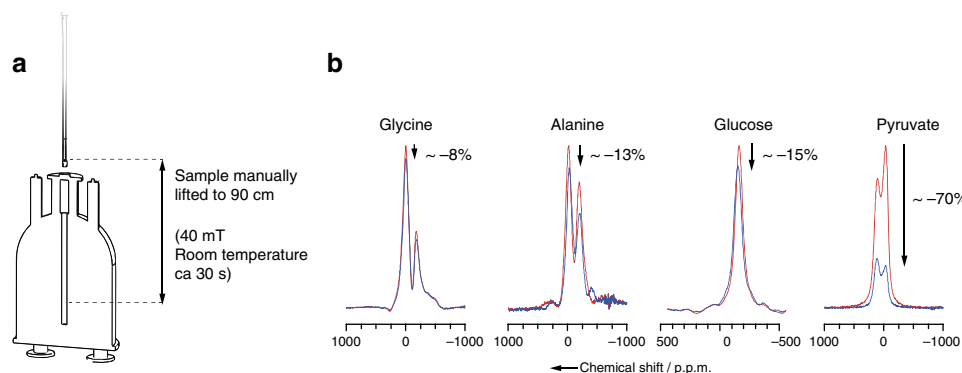 a
Sample manually
lifted to 90 cm
(40 mT
Room temperature
ca 30 s)
b
Glycine
~ −8%
1000 0 −1000
Alanine
~ −13%
1000 0 −1000
Glucose
~ −15%
500 0 −500
Pyruvate
~ −70%
1000 0 −1000
Chemical shift / p.p.m.